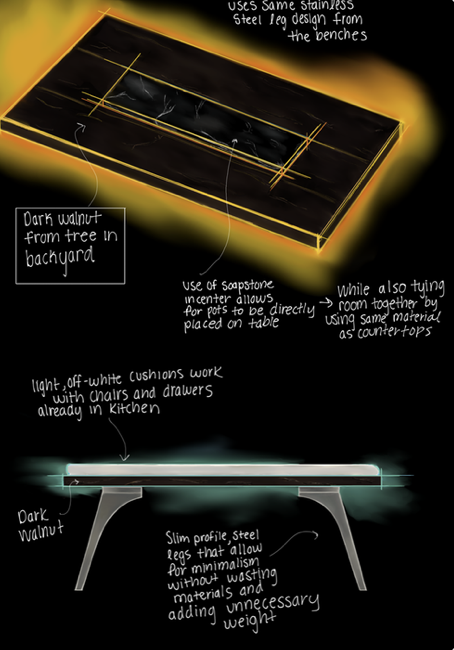 uses same stainless
steel leg design from
the benches
Dark walnut
from tree in
backyard
use of soapstone
in center allows
for pots to be directly
placed on table
While also tying
room together by
using same material
as countertops
light, off-white cushions work
with chairs and drawers
already in kitchen
Dark
walnut
Slim profile, steel
legs that allow
for minimalism
without wasting
materials and
adding unnecessary
weight